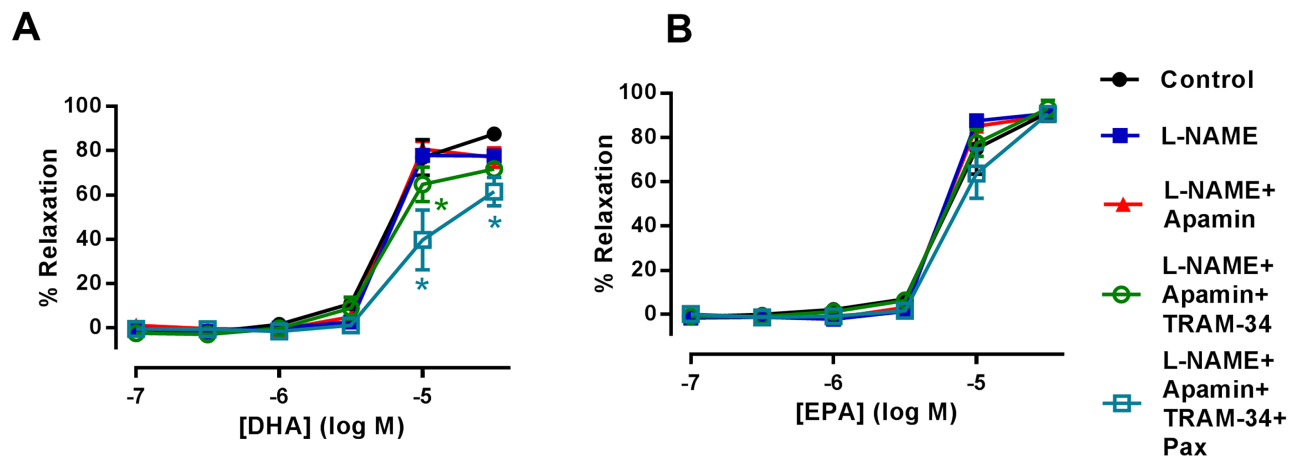 A
% Relaxation
100
80
60
40
20
0
*
*
*
-7
-6
-5
[DHA] (log M)
B
% Relaxation
100
80
60
40
20
0
-7
-6
-5
[EPA] (log M)
Control
L-NAME
L-NAME+
Apamin
L-NAME+
Apamin+
TRAM-34
L-NAME+
Apamin+
TRAM-34+
Pax